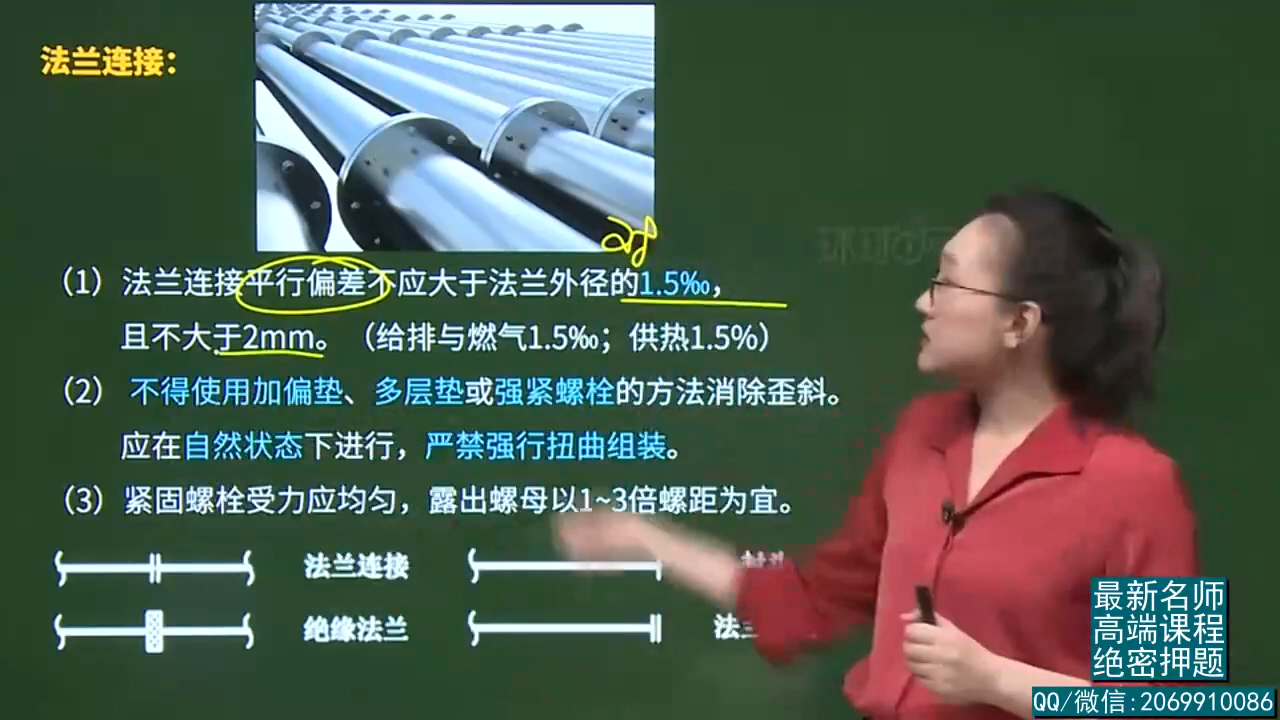 法兰连接：
（1）法兰连接平行偏差不应大于法兰外径的1.5‰，
且不大于2mm。（给排与燃气1.5‰；供热1.5%）
（2） 不得使用加偏垫、多层垫或强紧螺栓的方法消除歪斜。
应在自然状态下进行，严禁强行扭曲组装。
（3）紧固螺栓受力应均匀，露出螺母以1~3倍螺距为宜。
法兰连接
绝缘法兰
法兰
最新名师
高端课程
绝密押题
QQ/微信:2069910086